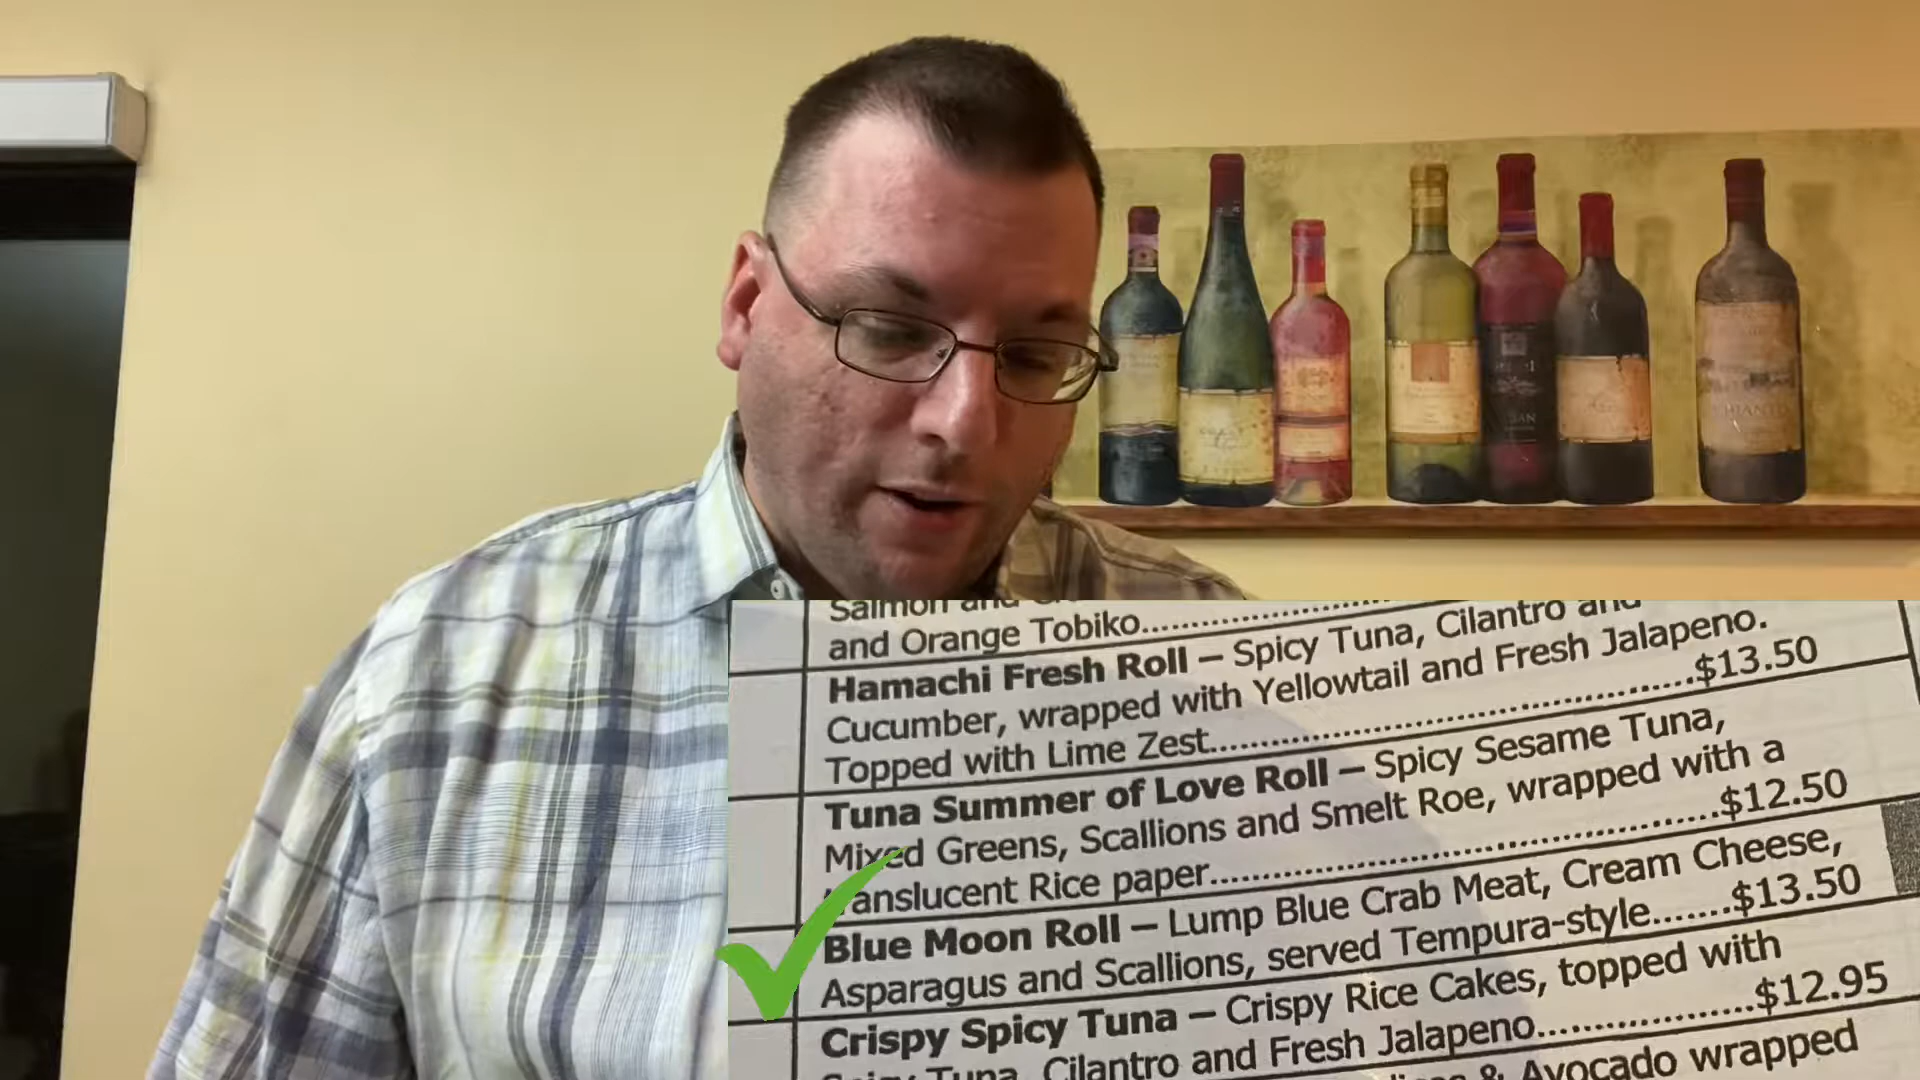 Salmon and
and Orange Tobiko
Hamachi Fresh Roll – Spicy Tuna, Cilantro and
Cucumber, wrapped with Yellowtail and Fresh Jalapeno.
Topped with Lime Zest..........$13.50
Tuna Summer of Love Roll – Spicy Sesame Tuna,
Mixed Greens, Scallions and Smelt Roe, wrapped with a
translucent Rice paper..........$12.50
Blue Moon Roll – Lump Blue Crab Meat, Cream Cheese,
Asparagus and Scallions, served Tempura-style.......$13.50
Crispy Spicy Tuna – Crispy Rice Cakes, topped with
Spicy Tuna, Cilantro and Fresh Jalapeno..........$12.95
& Avocado wrapped
CHIANTI